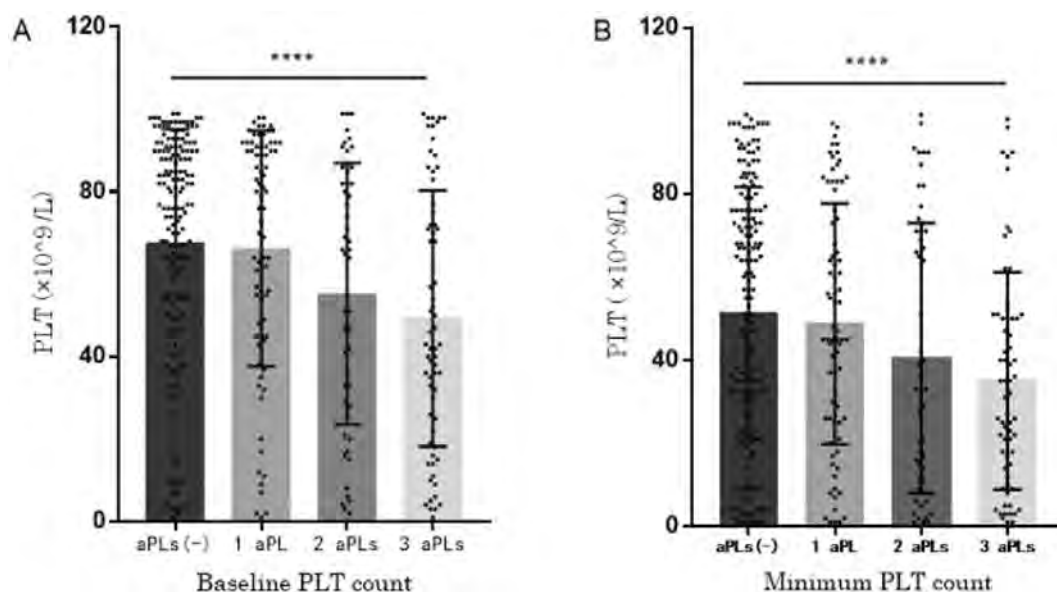 A
B
120
80
40
0
PLT (×10^9/L)
****
aPLs(-) 1 aPL 2 aPLs 3 aPLs
Baseline PLT count
120
80
40
0
PLT ( ×10^9/L)
****
aPLs(-) 1 aPL 2 aPLs 3 aPLs
Minimum PLT count